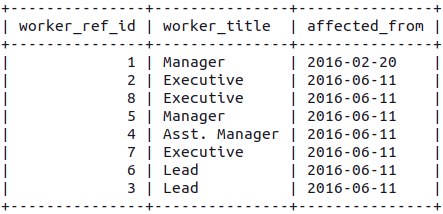 +---------------+---------------+---------------+
| worker_ref_id | worker_title | affected_from |
+---------------+---------------+---------------+
| 1 | Manager | 2016-02-20 |
| 2 | Executive | 2016-06-11 |
| 8 | Executive | 2016-06-11 |
| 5 | Manager | 2016-06-11 |
| 4 | Asst. Manager | 2016-06-11 |
| 7 | Executive | 2016-06-11 |
| 6 | Lead | 2016-06-11 |
| 3 | Lead | 2016-06-11 |
+---------------+---------------+---------------+